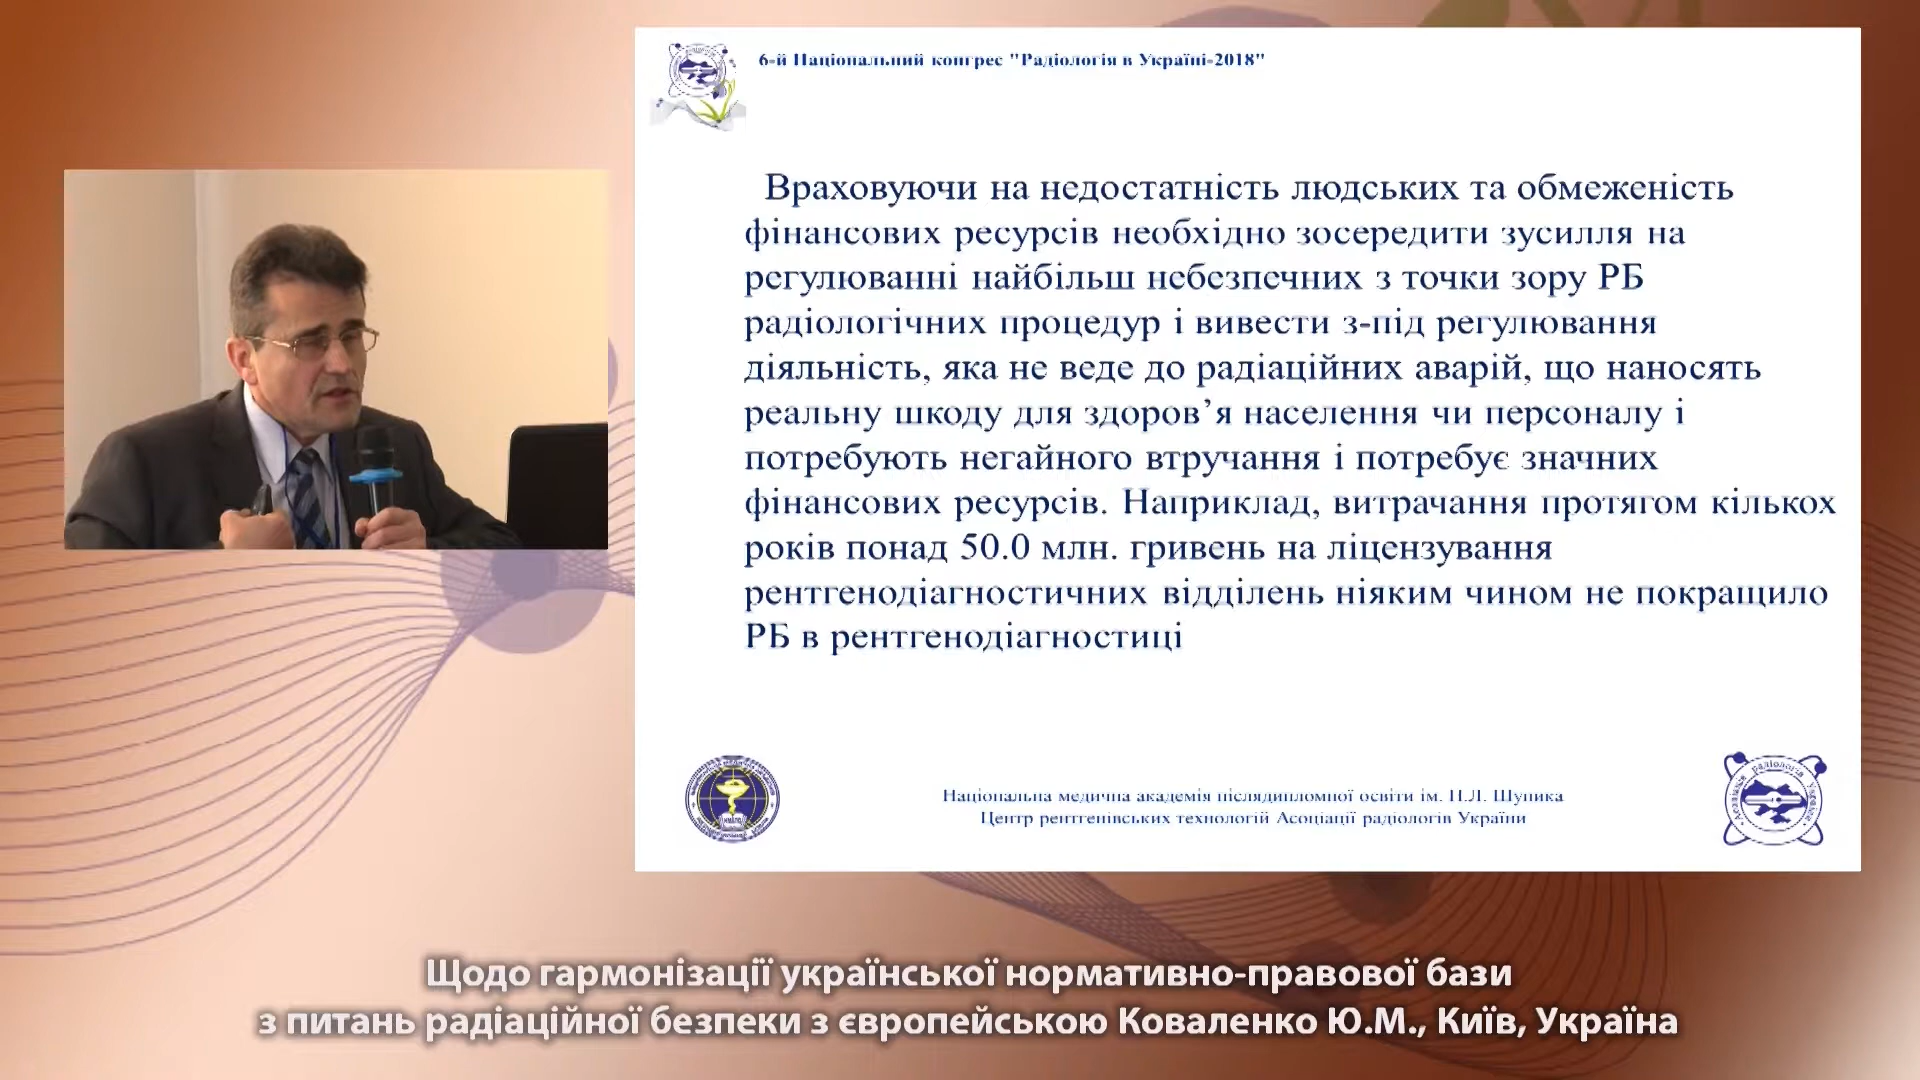 6-й Національний конгрес "Радіологія в Україні-2018"
Враховуючи на недостатність людських та обмеженість
фінансових ресурсів необхідно зосередити зусилля на
регулюванні найбільш небезпечних з точки зору РБ
радіологічних процедур і вивести з-під регулювання
діяльність, яка не веде до радіаційних аварій, що наносять
реальну шкоду для здоров’я населення чи персоналу і
потребують негайного втручання і потребує значних
фінансових ресурсів. Наприклад, витрачання протягом кількох
років понад 50.0 млн. гривень на ліцензування
рентгенодіагностичних відділень ніяким чином не покращило
РБ в рентгенодіагностиці
Національна медична академія післядипломної освіти ім. П.Л. Шупика
Центр рентгенівських технологій Асоціації радіологів України
Асоціація радіологів України
Щодо гармонізації української нормативно-правової бази
з питань радіаційної безпеки з європейською Коваленко Ю.М., Київ, Україна